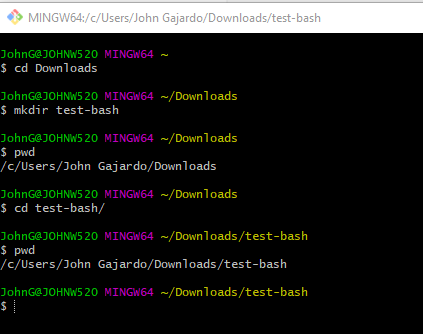 MINGW64:/c/Users/John Gajardo/Downloads/test-bash
JohnG@JOHNW520 MINGW64 ~
$ cd Downloads
JohnG@JOHNW520 MINGW64 ~/Downloads
$ mkdir test-bash
JohnG@JOHNW520 MINGW64 ~/Downloads
$ pwd
/c/Users/John Gajardo/Downloads
JohnG@JOHNW520 MINGW64 ~/Downloads
$ cd test-bash/
JohnG@JOHNW520 MINGW64 ~/Downloads/test-bash
$ pwd
/c/Users/John Gajardo/Downloads/test-bash
JohnG@JOHNW520 MINGW64 ~/Downloads/test-bash
$